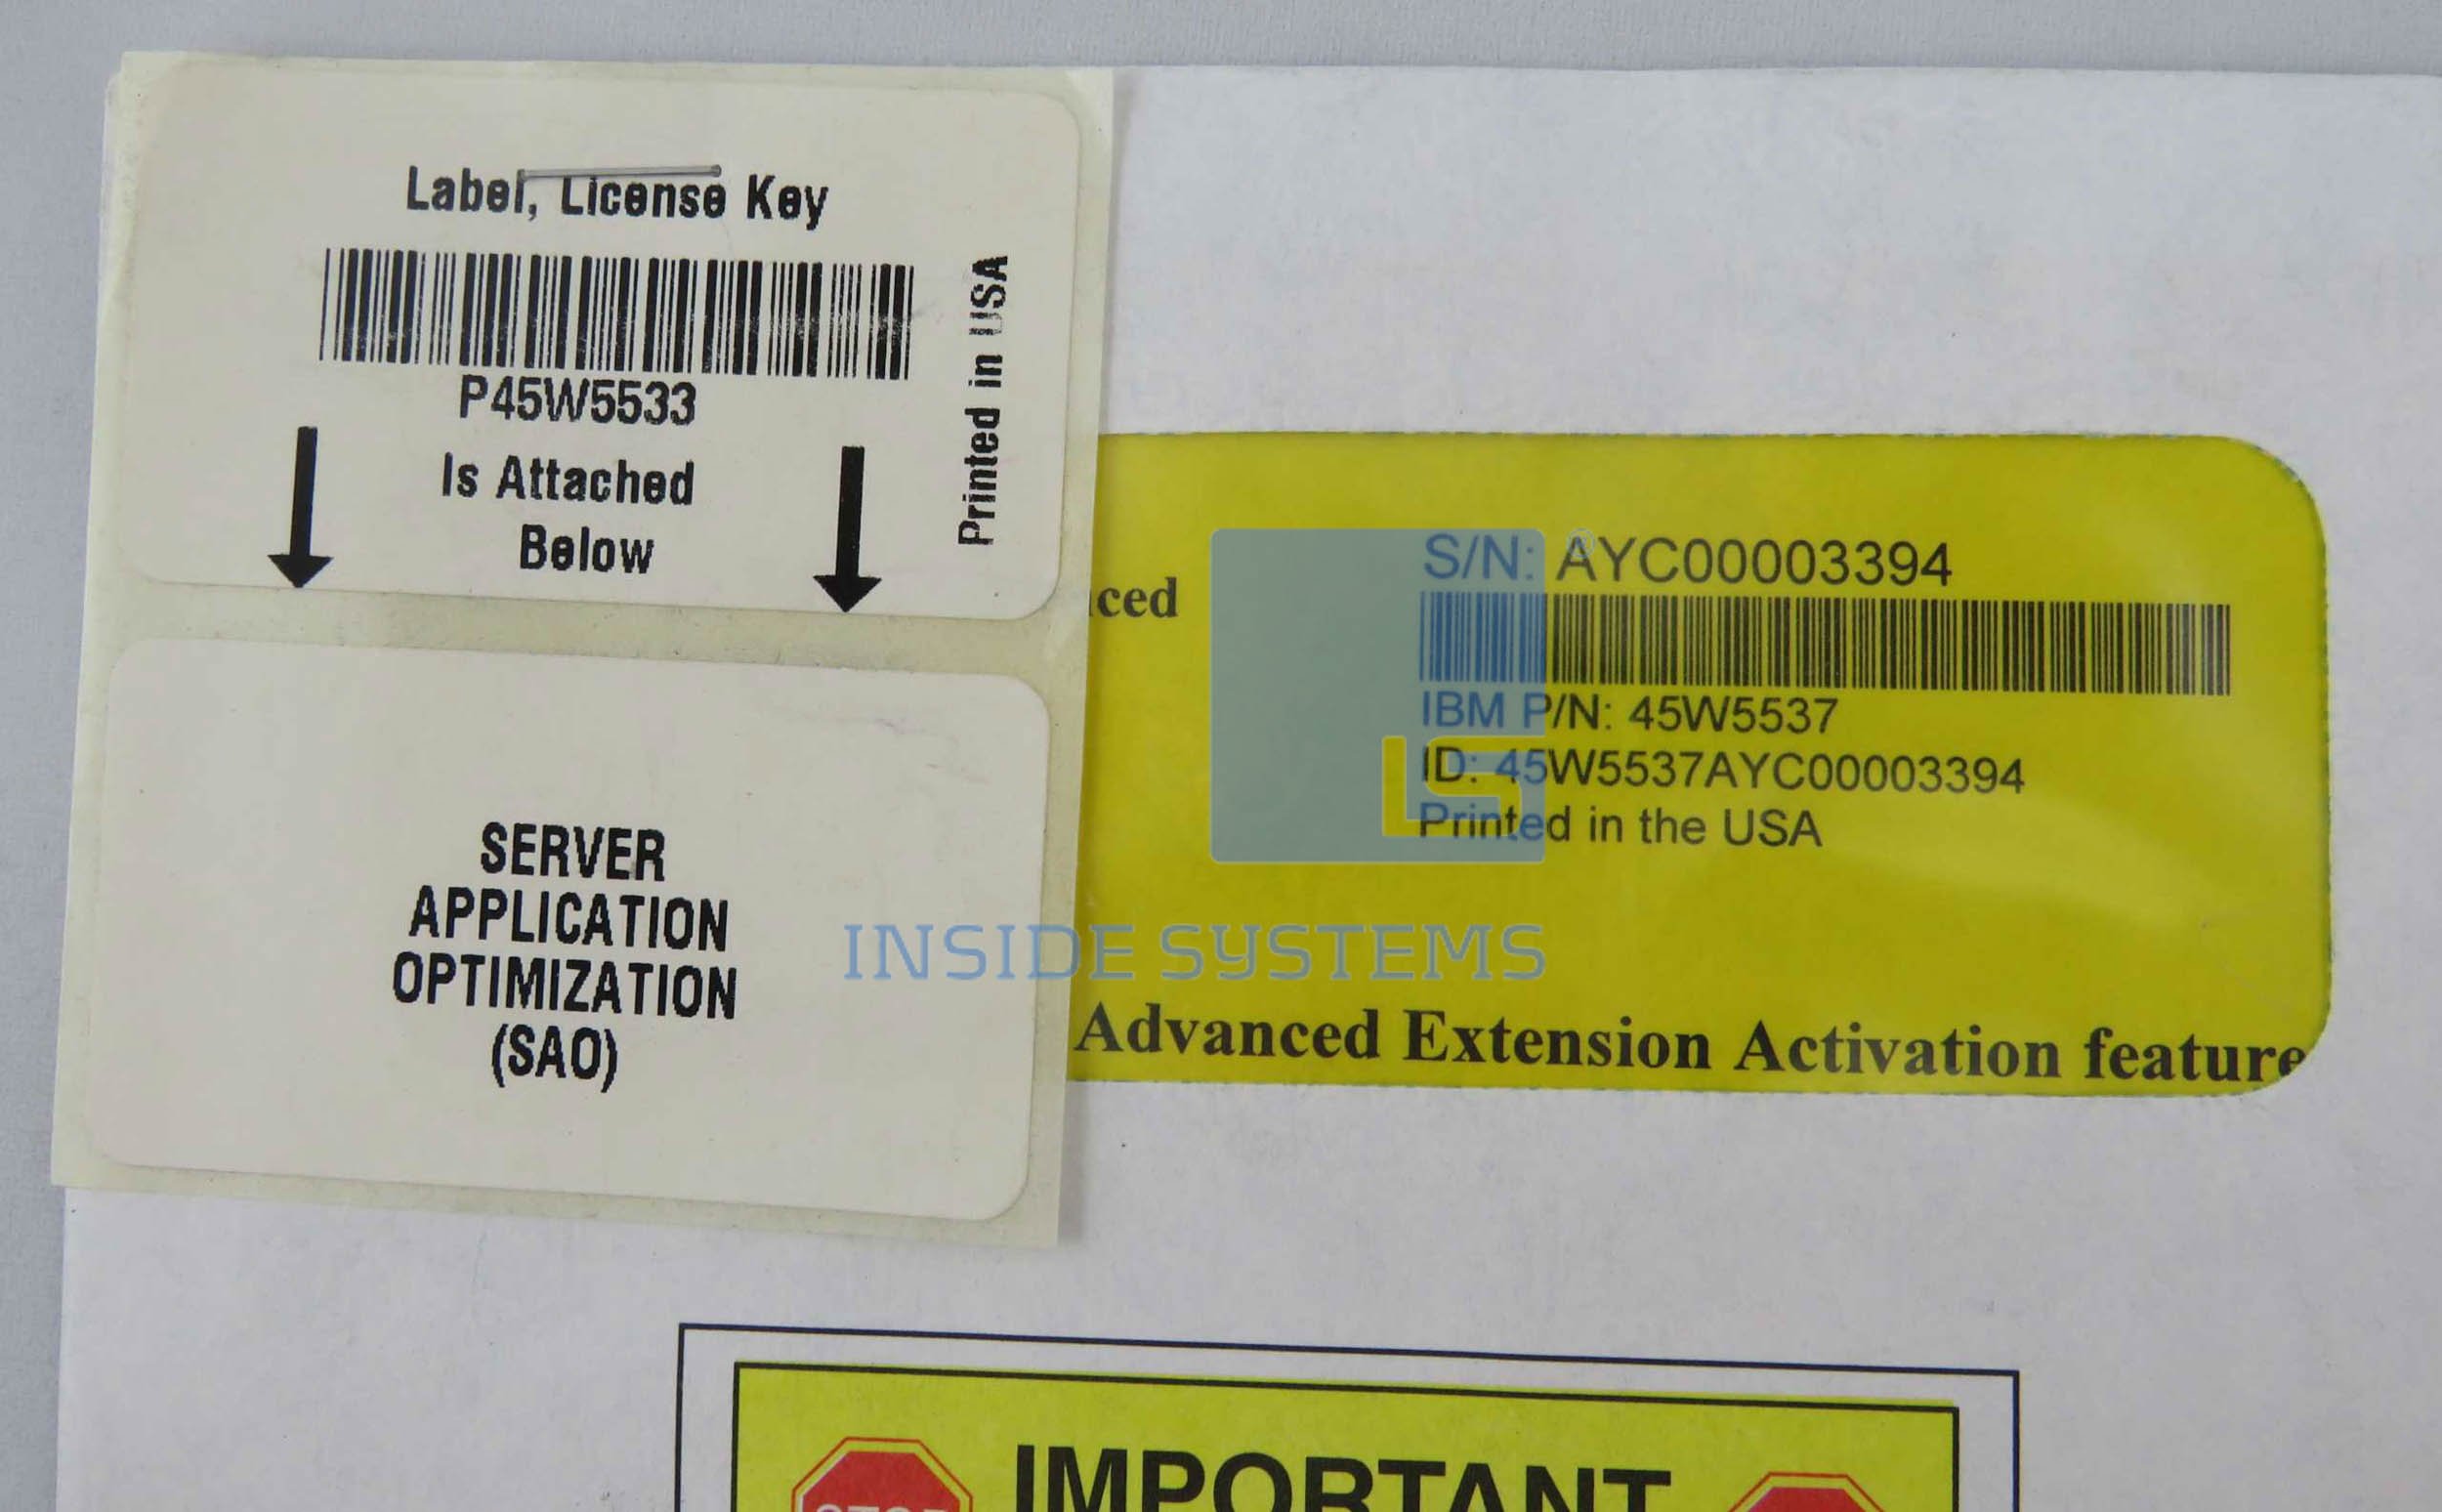 Label, License Key
P45W5533
Is Attached
Below
Printed in USA
SERVER
APPLICATION
OPTIMIZATION
(SAO)
S/N: AYC00003394
IBM P/N: 45W5537
ID: 45W5537AYC00003394
Printed in the USA
INSIDE SYSTEMS
Advanced Extension Activation feature
IMPORTANT